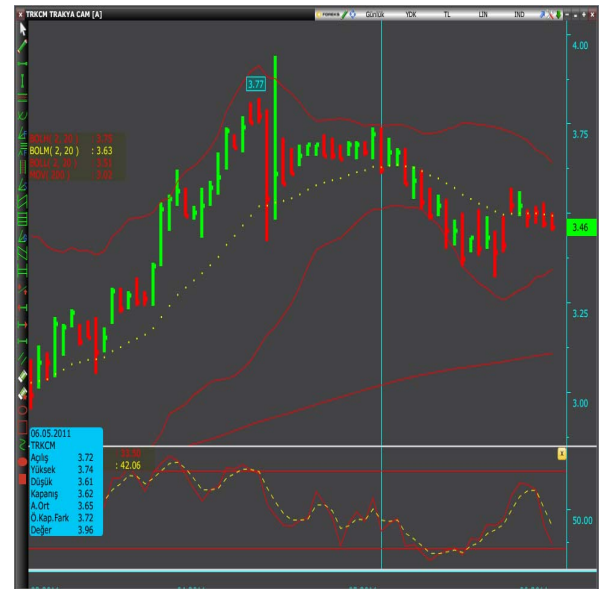 TRKCM TRAKYA CAM [A]
FOREKS Günlük YDK TL LIN IND
4.00
3.77
3.75
BOLM( 2, 20 ) : 3.63
3.46
3.25
3.00
06.05.2011
TRKCM
Açılış 3.72
Yüksek 3.74
Düşük 3.61
Kapanış 3.62
A.Ort 3.65
Ö.Kap.Fark 3.72
Değer 3.96
: 42.06
50.00